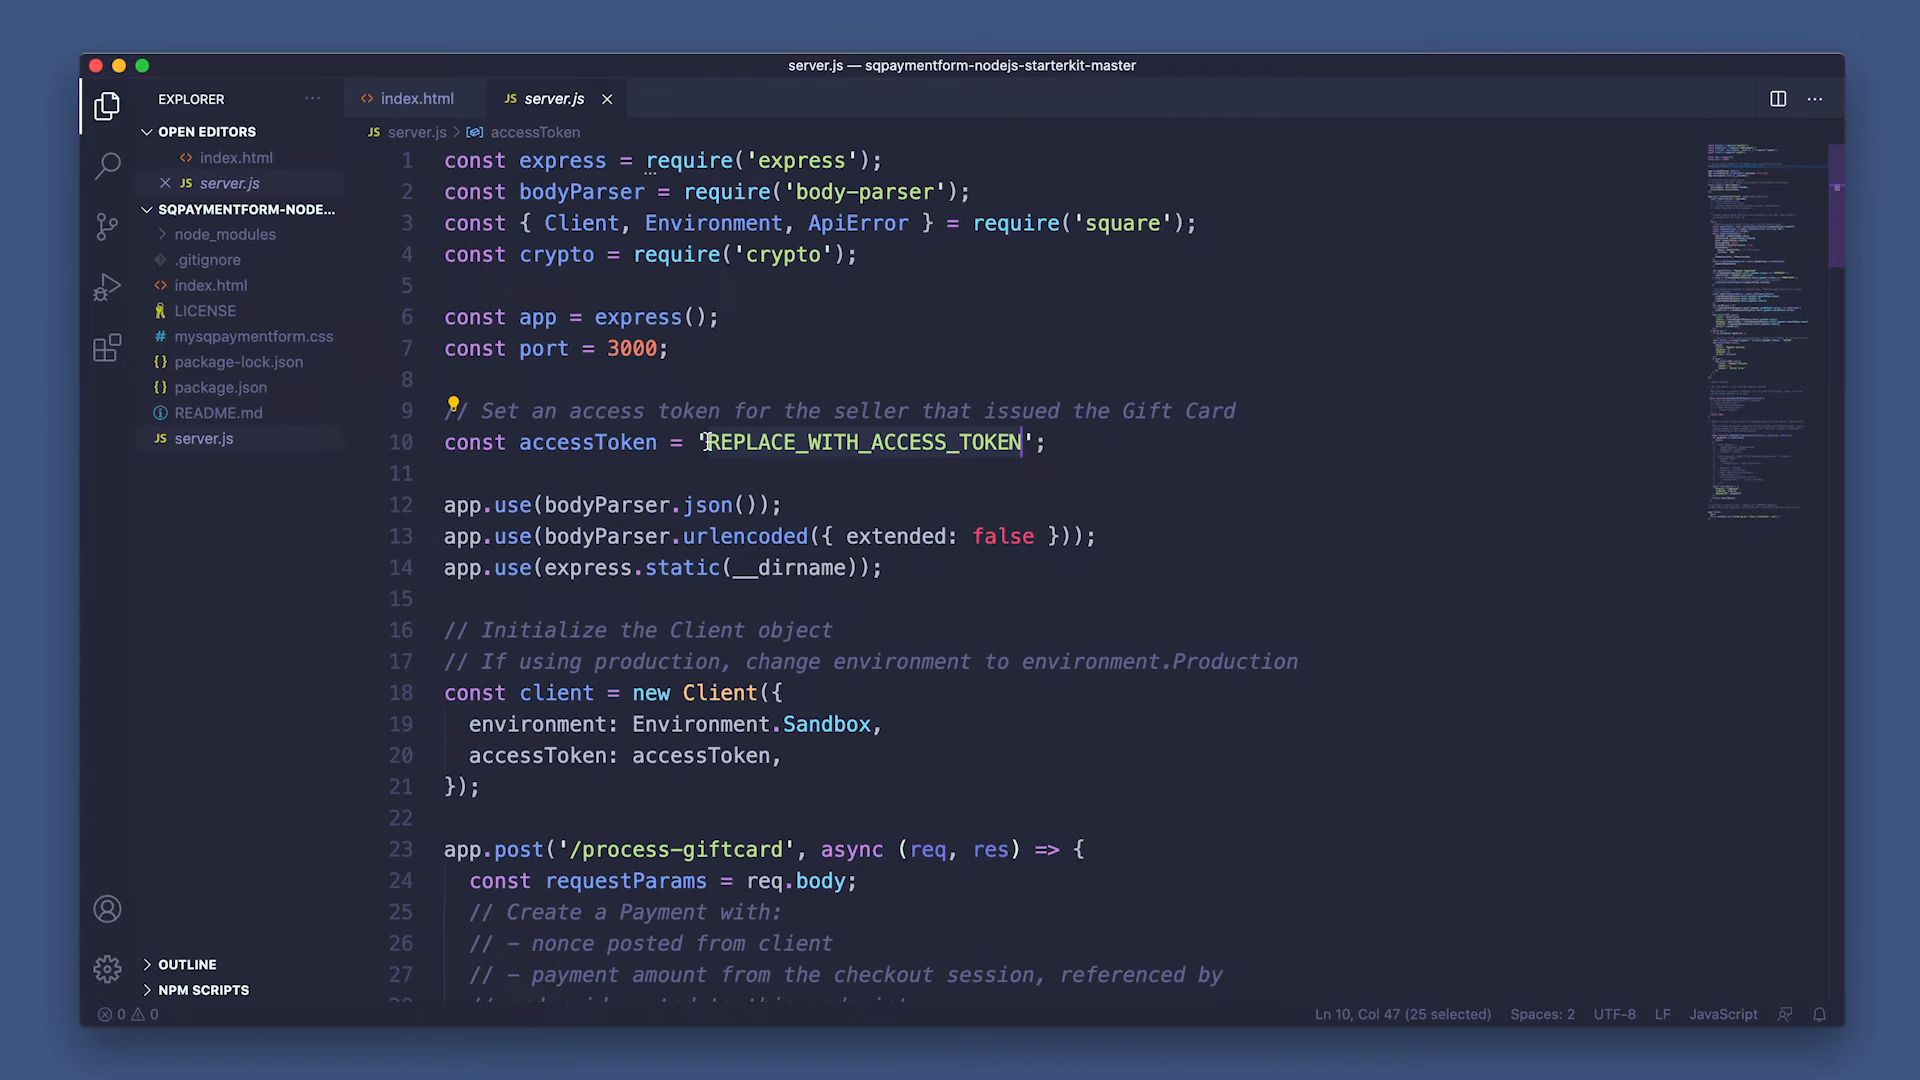 server.js — sqpaymentform-nodejs-starterkit-master
EXPLORER
OPEN EDITORS
index.html
JS server.js
SQPAYMENTFORM-NODE...
node_modules
.gitignore
index.html
LICENSE
# mysqpaymentform.css
{} package-lock.json
{} package.json
README.md
JS server.js
OUTLINE
NPM SCRIPTS
index.html
JS server.js
JS server.js > accessToken
1 const express = require('express');
2 const bodyParser = require('body-parser');
3 const { Client, Environment, ApiError } = require('square');
4 const crypto = require('crypto');
5
6 const app = express();
7 const port = 3000;
8
9 // Set an access token for the seller that issued the Gift Card
10 const accessToken = 'REPLACE_WITH_ACCESS_TOKEN';
11
12 app.use(bodyParser.json());
13 app.use(bodyParser.urlencoded({ extended: false }));
14 app.use(express.static(__dirname));
15
16 // Initialize the Client object
17 // If using production, change environment to environment.Production
18 const client = new Client({
19 environment: Environment.Sandbox,
20 accessToken: accessToken,
21 });
22
23 app.post('/process-giftcard', async (req, res) => {
24 const requestParams = req.body;
25 // Create a Payment with:
26 // - nonce posted from client
27 // - payment amount from the checkout session, referenced by
0 0
Ln 10, Col 47 (25 selected) Spaces: 2 UTF-8 LF JavaScript